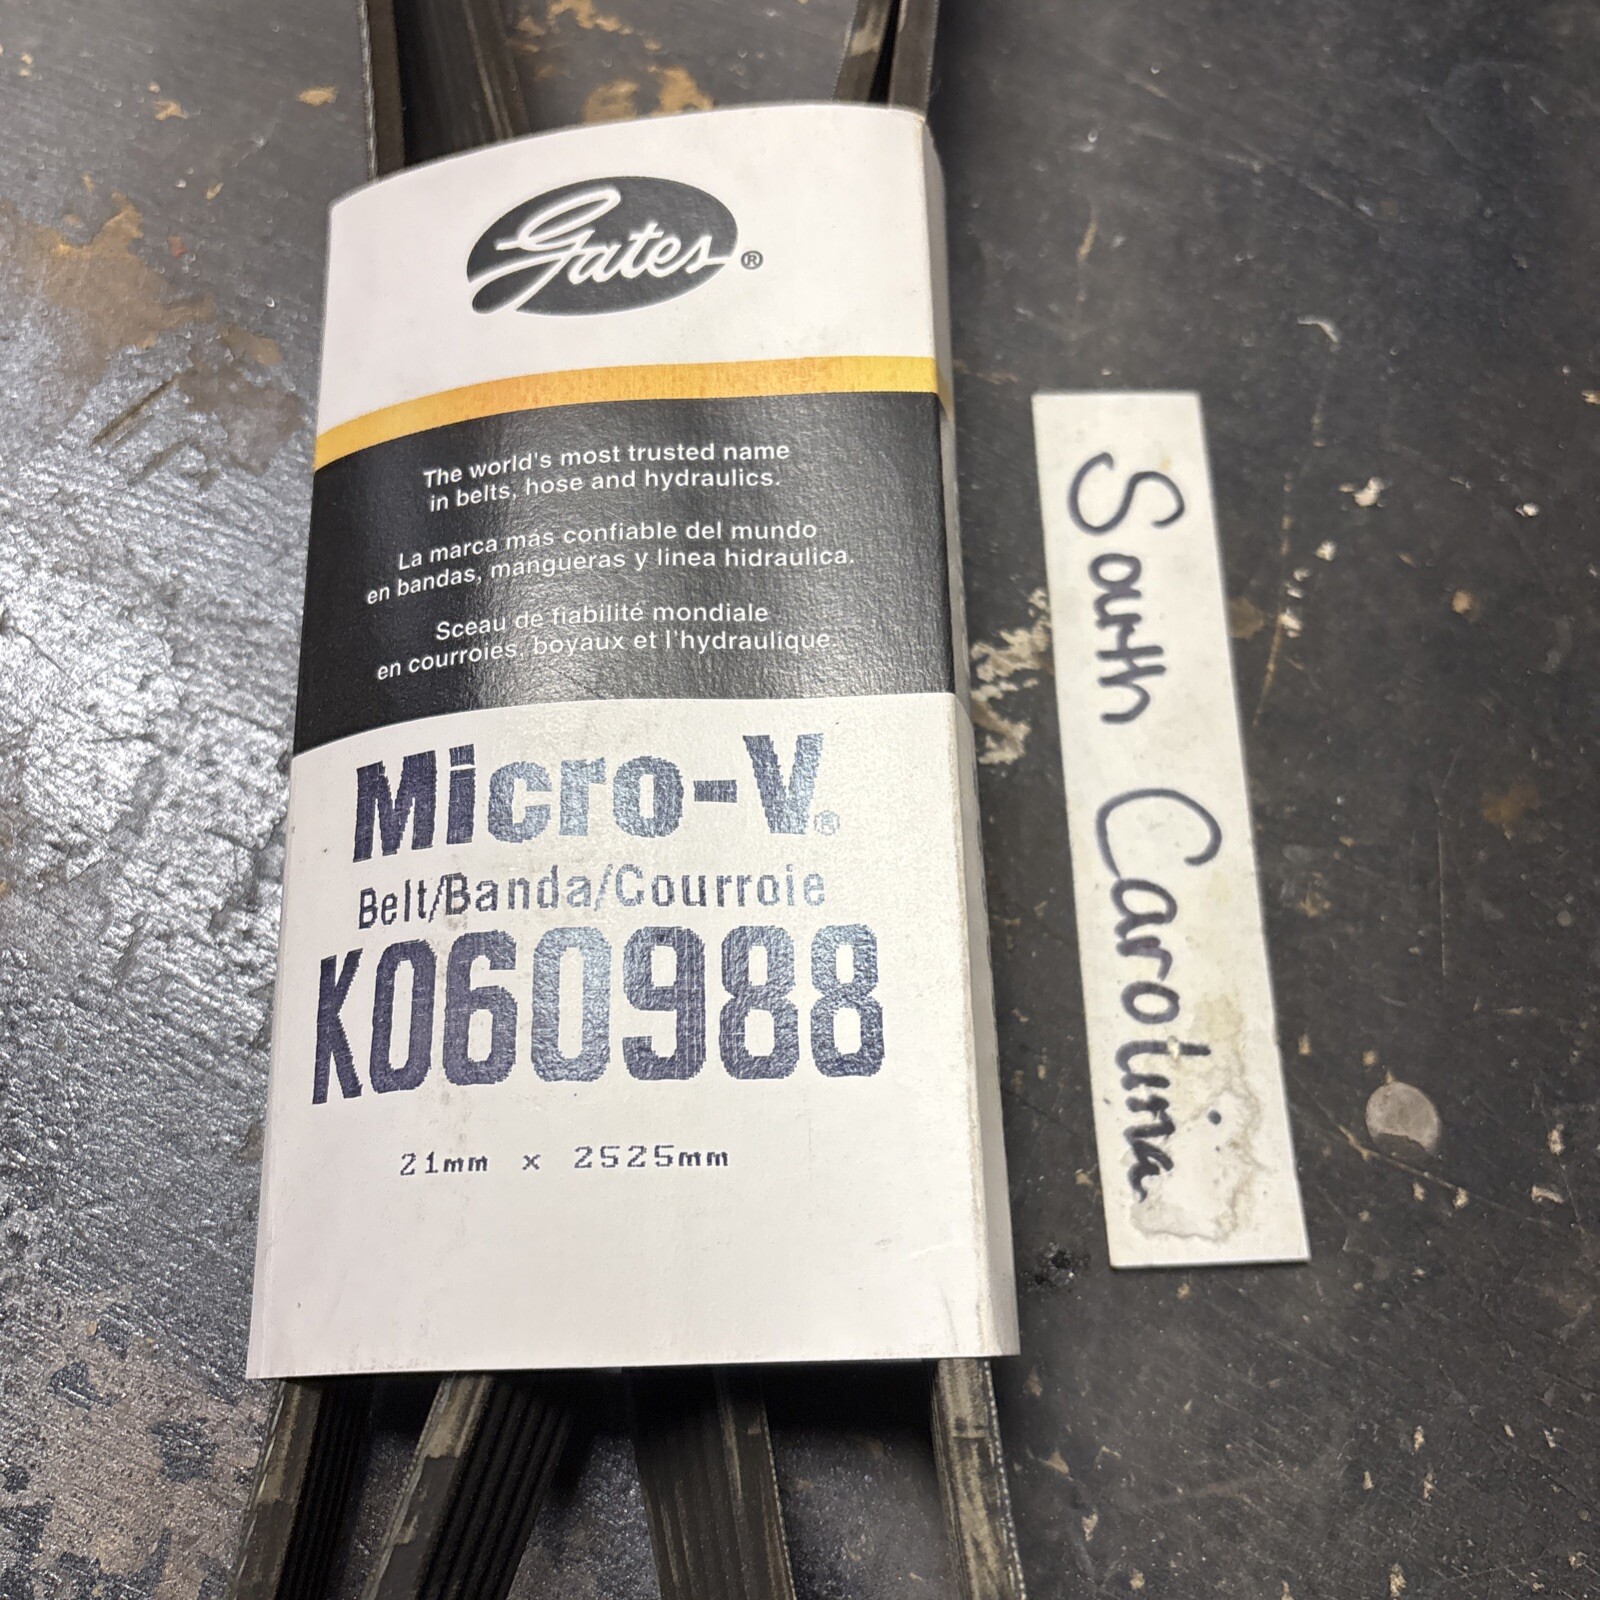 Gates®
The world's most trusted name
in belts, hose and hydraulics.
La marca más confiable del mundo
en bandas, mangueras y linea hidraulica.
Sceau de fiabilité mondiale
en courroies, boyaux et l'hydraulique.
Micro-V®
Belt/Banda/Courroie
K060988
21mm x 2525mm
South Carolina